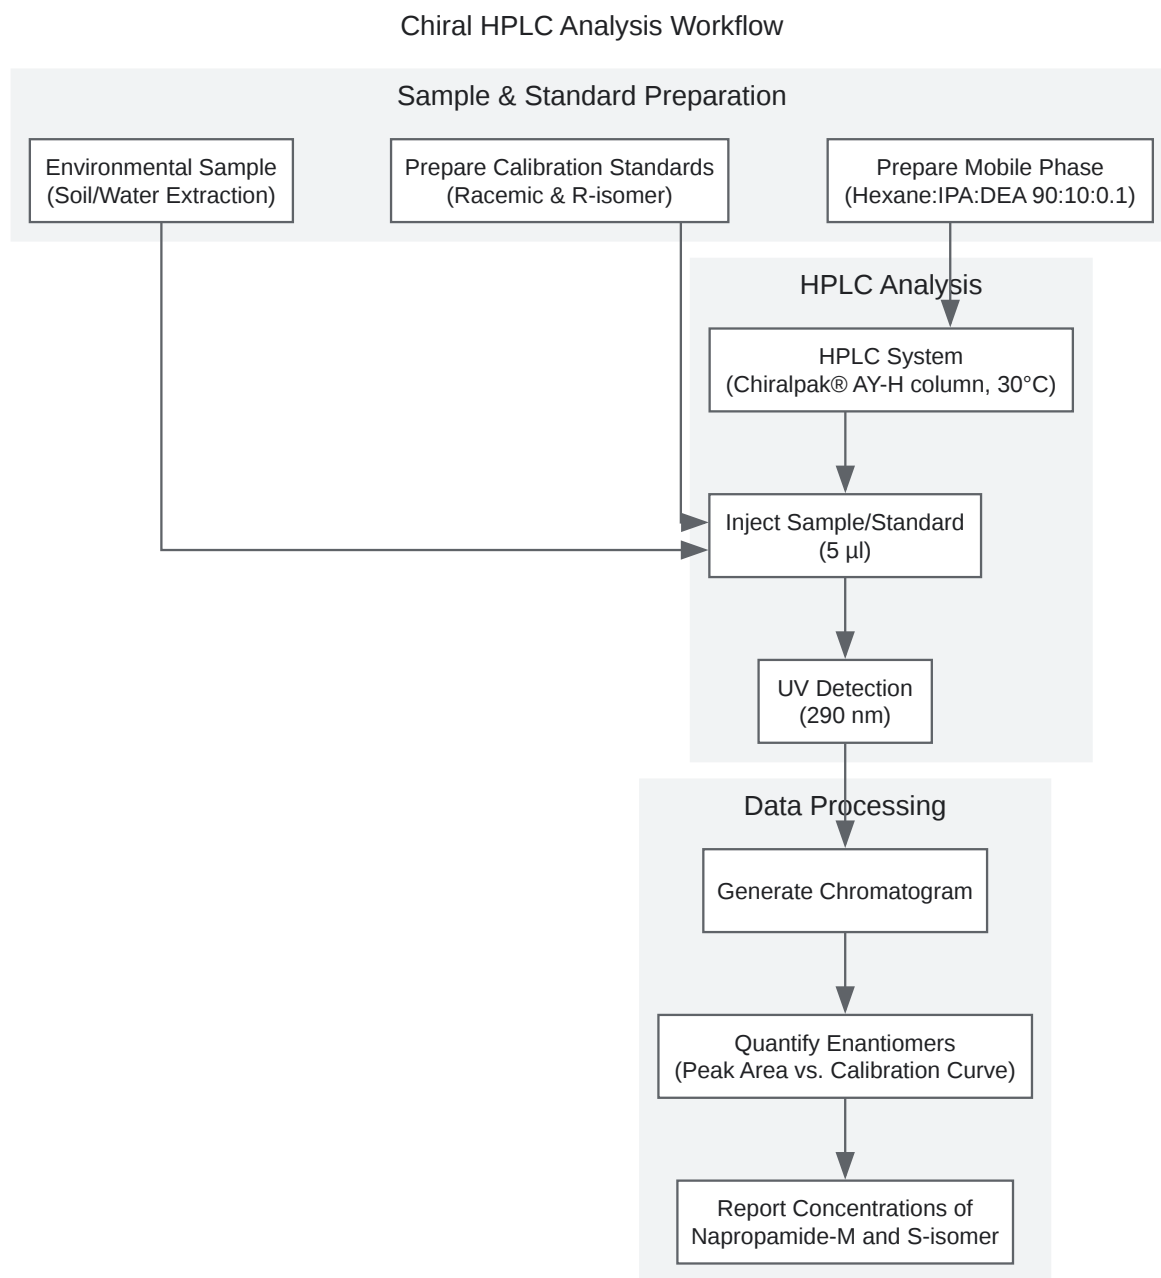 Chiral HPLC Analysis Workflow
Sample & Standard Preparation
Environmental Sample
(Soil/Water Extraction)
Prepare Calibration Standards
(Racemic & R-isomer)
Prepare Mobile Phase
(Hexane:IPA:DEA 90:10:0.1)
HPLC Analysis
HPLC System
(Chiralpak® AY-H column, 30°C)
Inject Sample/Standard
(5 µl)
UV Detection
(290 nm)
Data Processing
Generate Chromatogram
Quantify Enantiomers
(Peak Area vs. Calibration Curve)
Report Concentrations of
Napropamide-M and S-isomer